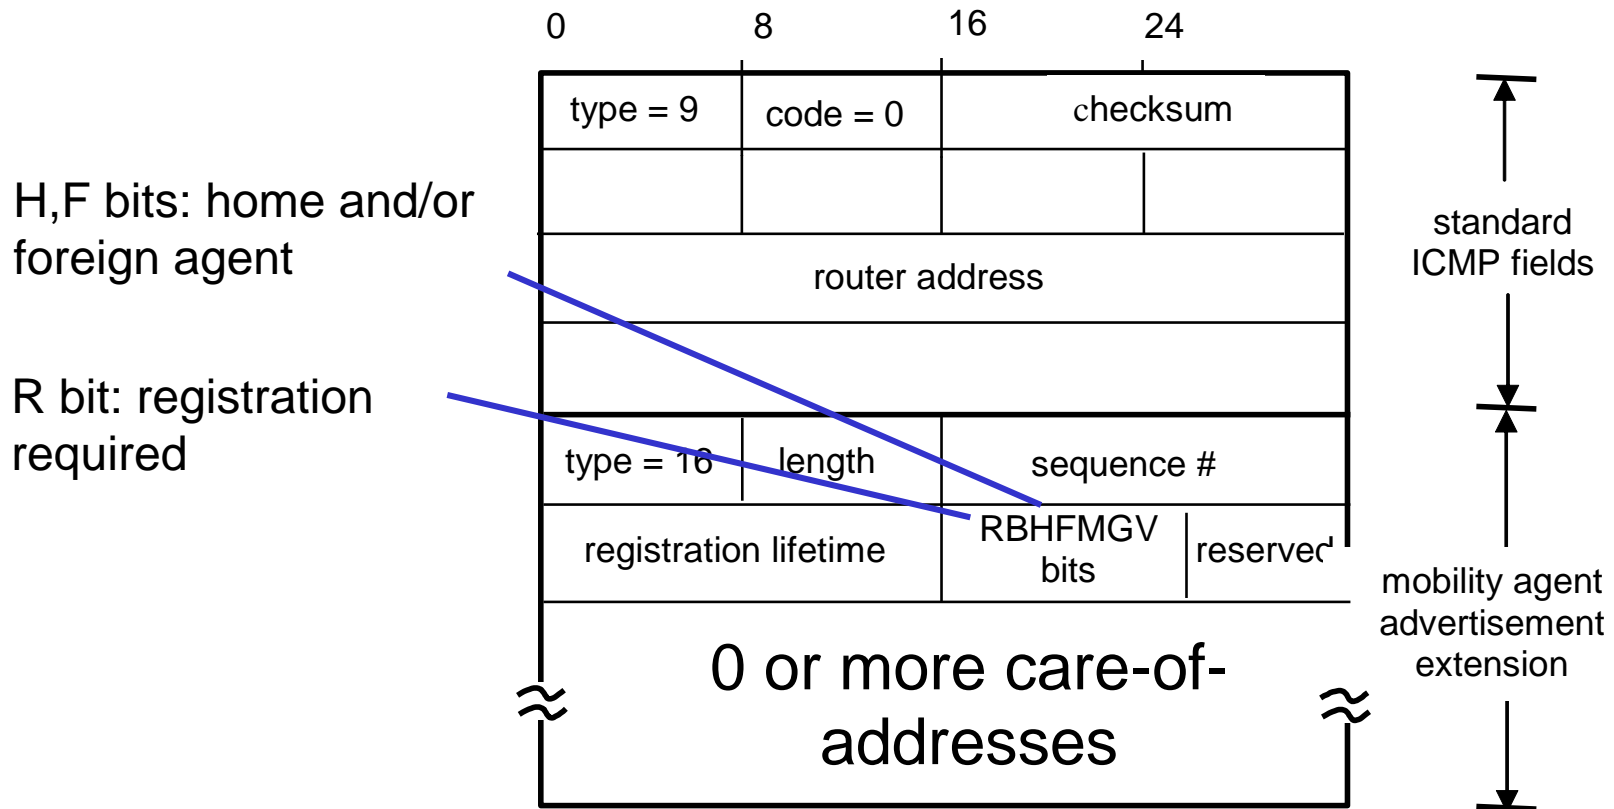 0 8 16 24
type = 9 code = 0 checksum
H,F bits: home and/or
foreign agent
standard
ICMP fields
router address
R bit: registration
required
type = 16 length sequence #
registration lifetime
RBHFMGV
bits
reserved
mobility agent
advertisement
extension
0 or more care-of-
addresses